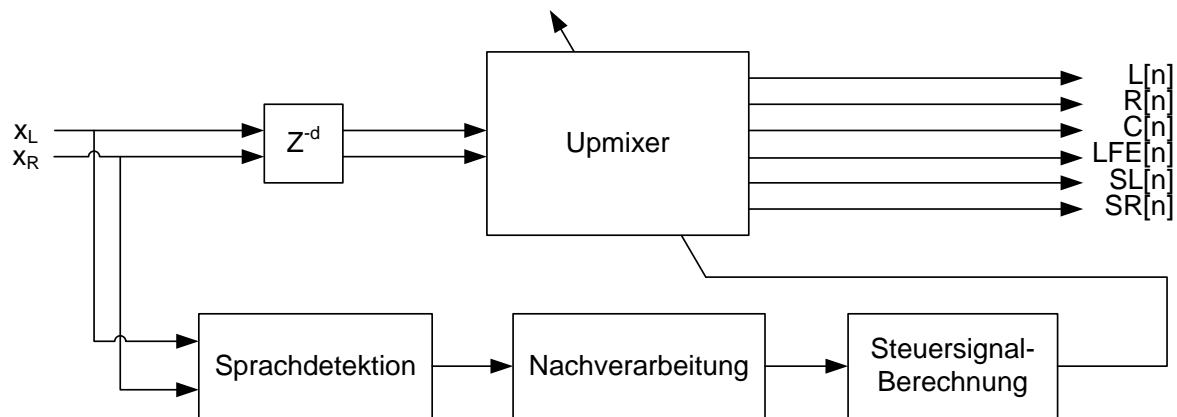 x_L
x_R
Z^-d
Upmixer
L[n]
R[n]
C[n]
LFE[n]
SL[n]
SR[n]
Sprachdetektion
Nachverarbeitung
Steuersignal-
Berechnung